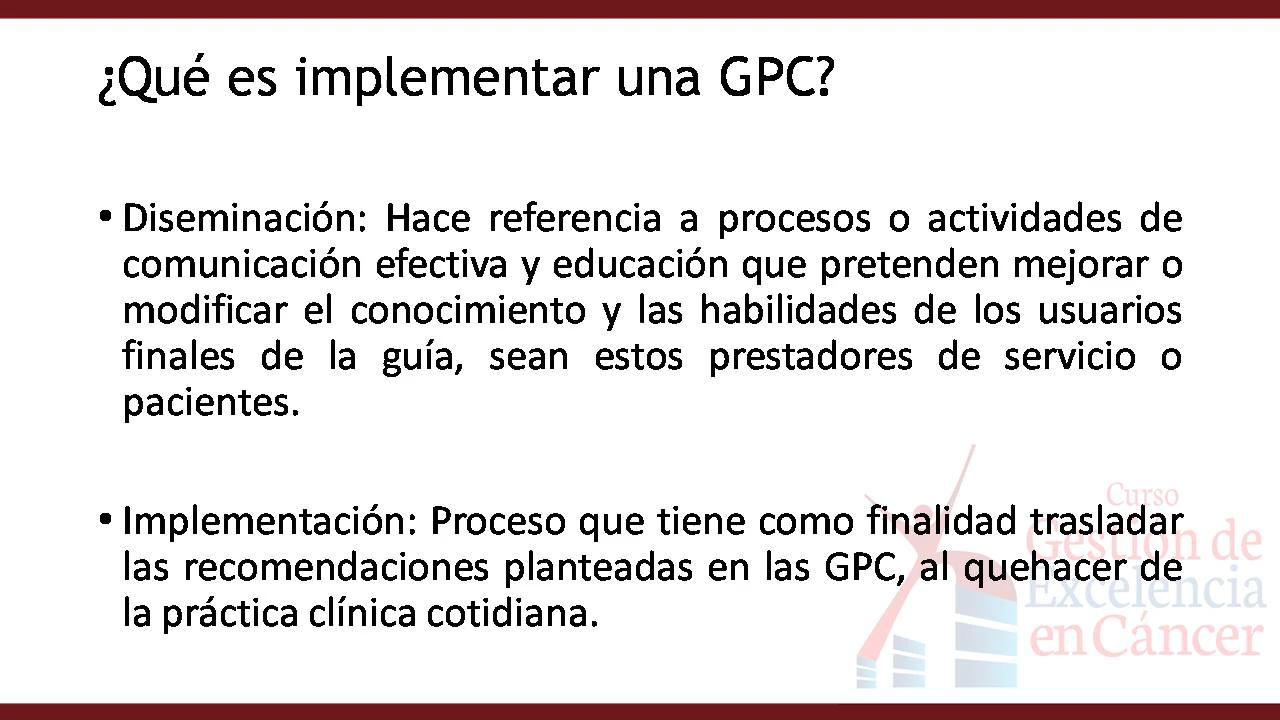 ¿Qué es implementar una GPC?
• Diseminación: Hace referencia a procesos o actividades de
comunicación efectiva y educación que pretenden mejorar o
modificar el conocimiento y las habilidades de los usuarios
finales de la guía, sean estos prestadores de servicio o
pacientes.
• Implementación: Proceso que tiene como finalidad trasladar
las recomendaciones planteadas en las GPC, al quehacer de
la práctica clínica cotidiana.
Curso
Gestión de
Excelencia
en Cáncer